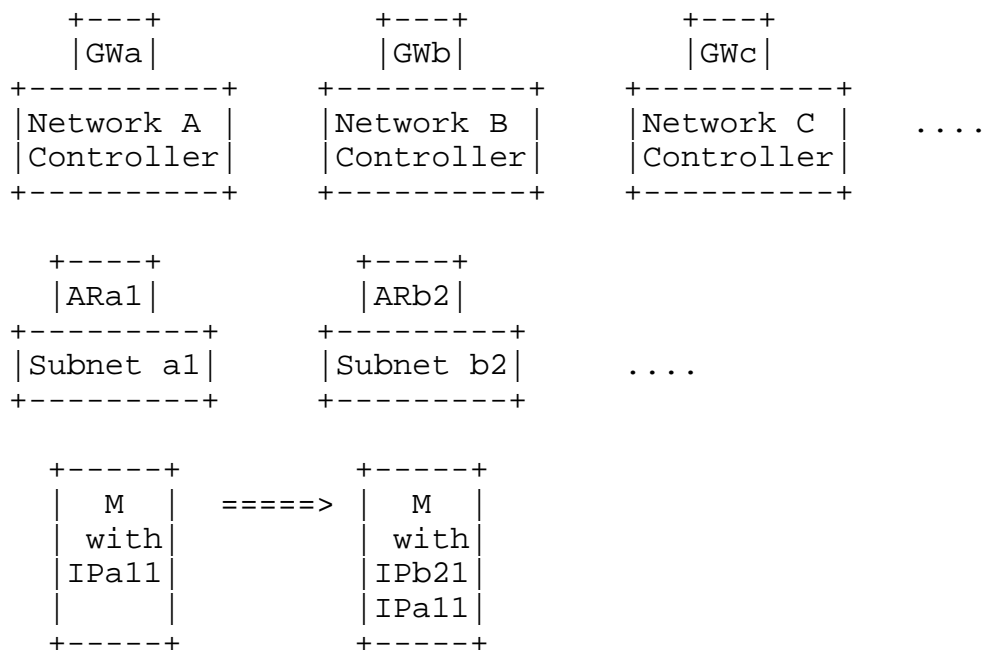 +---+ +---+ +---+
|GWa| |GWb| |GWc|
+----------+ +----------+ +----------+
|Network A | |Network B | |Network C | ....
|Controller| |Controller| |Controller|
+----------+ +----------+ +----------+
+----+ +----+
|ARa1| |ARb2|
+---------+ +---------+
|Subnet a1| |Subnet b2| ....
+---------+ +---------+
+-----+ +-----+
| M | =====> | M |
| with| | with|
|IPa11| |IPb21|
| | |IPa11|
+-----+ +-----+